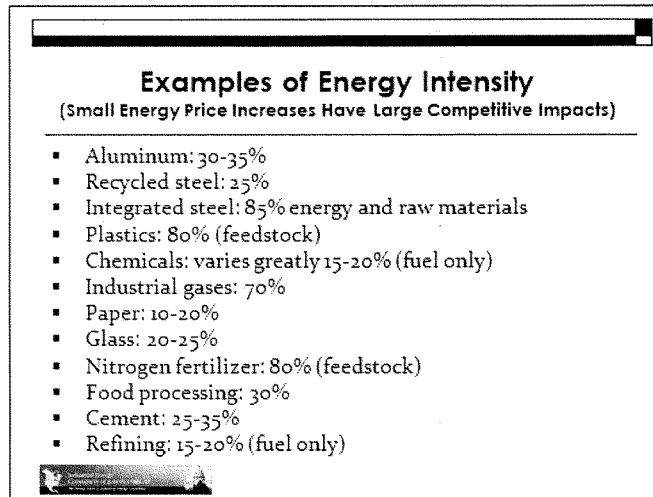 Examples of Energy Intensity
(Small Energy Price Increases Have Large Competitive Impacts)
▪ Aluminum: 30-35%
▪ Recycled steel: 25%
▪ Integrated steel: 85% energy and raw materials
▪ Plastics: 80% (feedstock)
▪ Chemicals: varies greatly 15-20% (fuel only)
▪ Industrial gases: 70%
▪ Paper: 10-20%
▪ Glass: 20-25%
▪ Nitrogen fertilizer: 80% (feedstock)
▪ Food processing: 30%
▪ Cement: 25-35%
▪ Refining: 15-20% (fuel only)
Industrial Energy